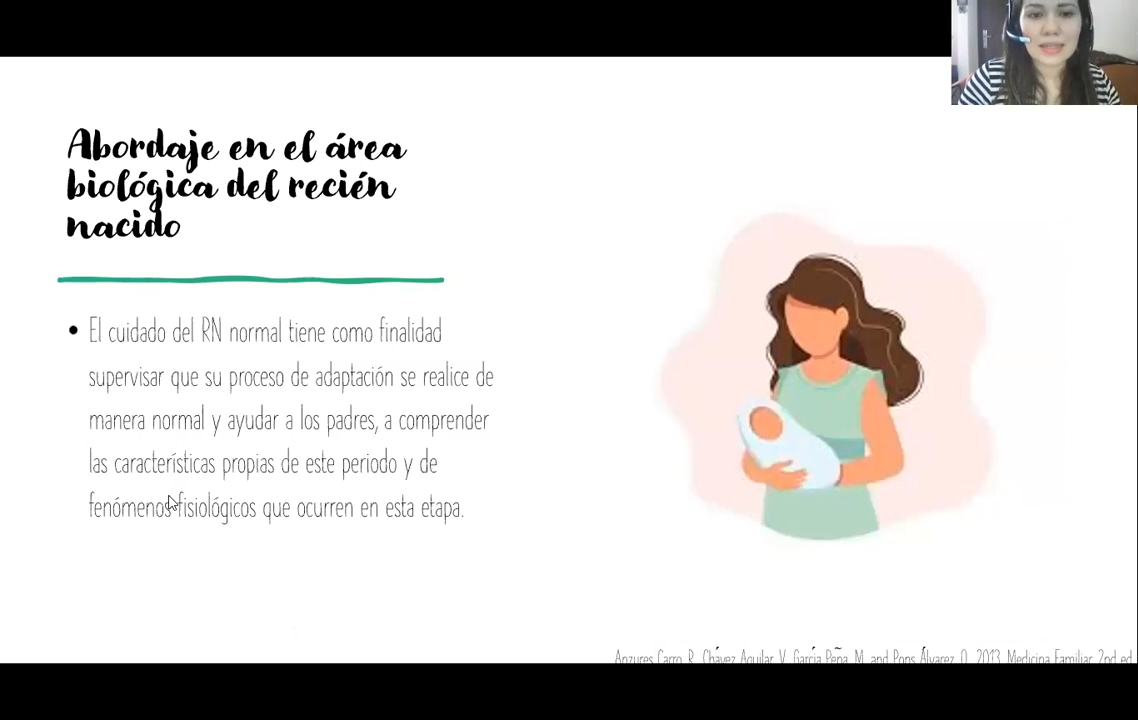 Abordaje en el área
biológica del recién
nacido
• El cuidado del RN normal tiene como finalidad
supervisar que su proceso de adaptación se realice de
manera normal y ayudar a los padres, a comprender
las características propias de este periodo y de
fenómenos fisiológicos que ocurren en esta etapa.
Anzures Carro, R., Chávez Aguilar, V., García Peña, M. and Pons Álvarez, O., 2013. Medicina Familiar. 2nd ed.